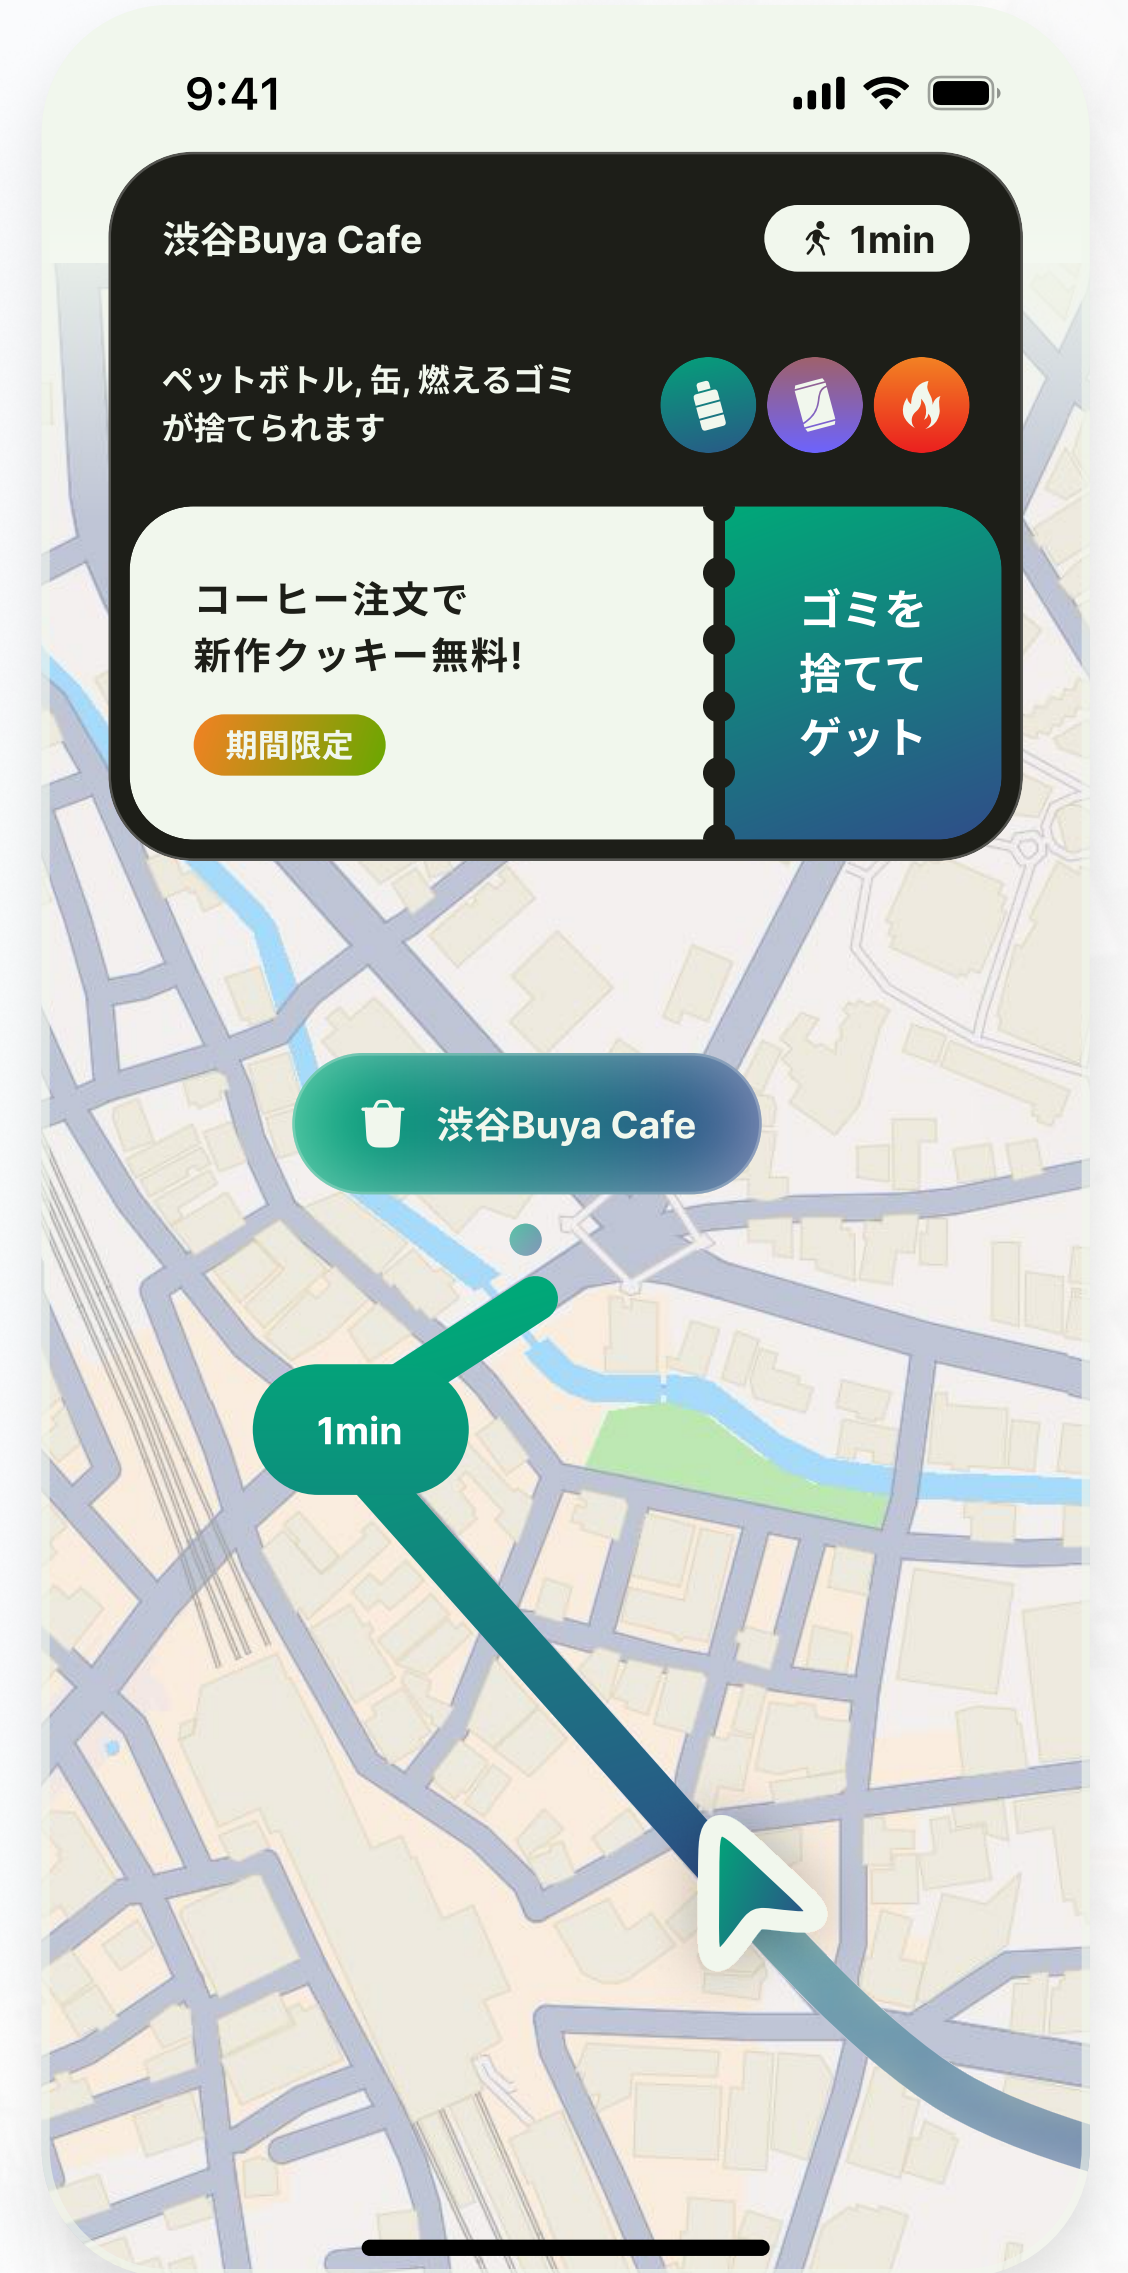 9:41
渋谷Buya Cafe
1min
ペットボトル, 缶, 燃えるゴミ
が捨てられます
コーヒー注文で
新作クッキー無料!
期間限定
ゴミを
捨てて
ゲット
渋谷Buya Cafe
1min